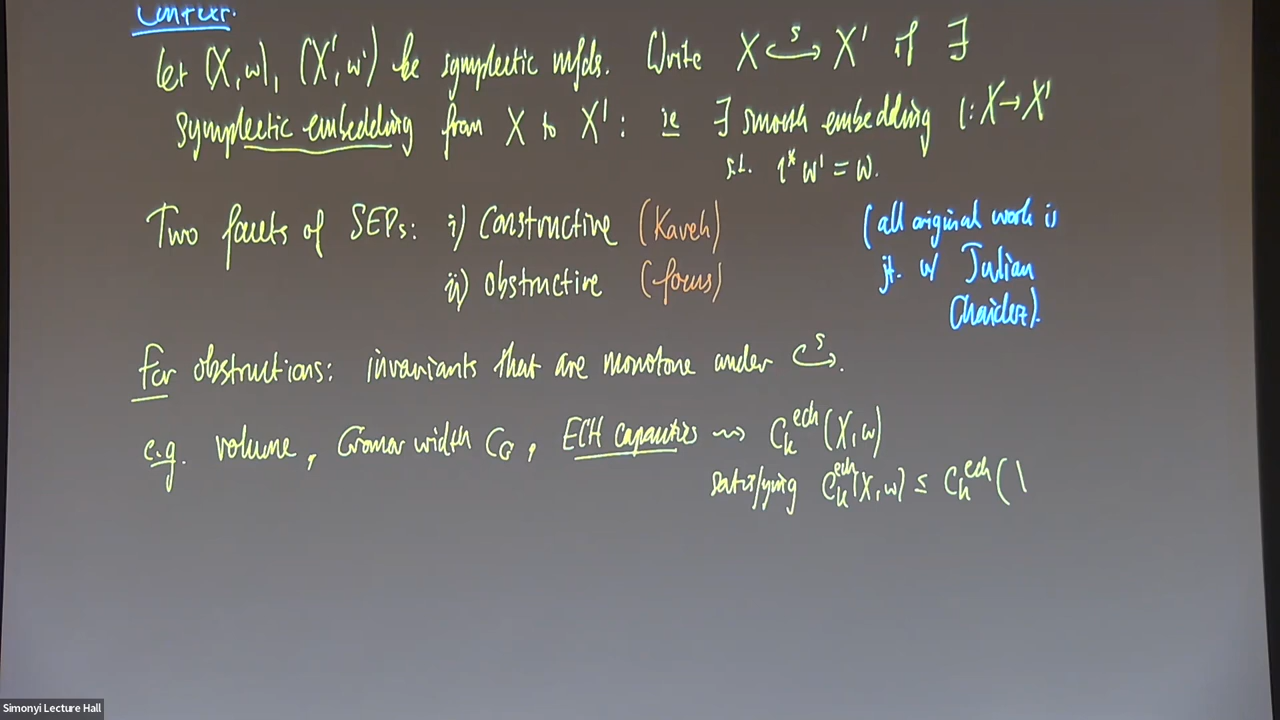 Context:
Let (X, ω), (X', ω') be symplectic mfds. Write X ↪ˢ X' if ∃
symplectic embedding from X to X' : ie ∃ smooth embedding ι: X → X'
s.t. ι*ω' = ω.
Two facets of SEPs: i) Constructive (Kaveh)
ii) Obstructive (focus)
(all original work is
jt. w/ Julian
Chaidez).
For obstructions: invariants that are monotone under ↪ˢ.
e.g. volume, Gromov width C_G, ECH capacities ⇝ C_k^ech(X, ω)
satisfying C_k^ech(X, ω) ≤ C_k^ech(
Simonyi Lecture Hall